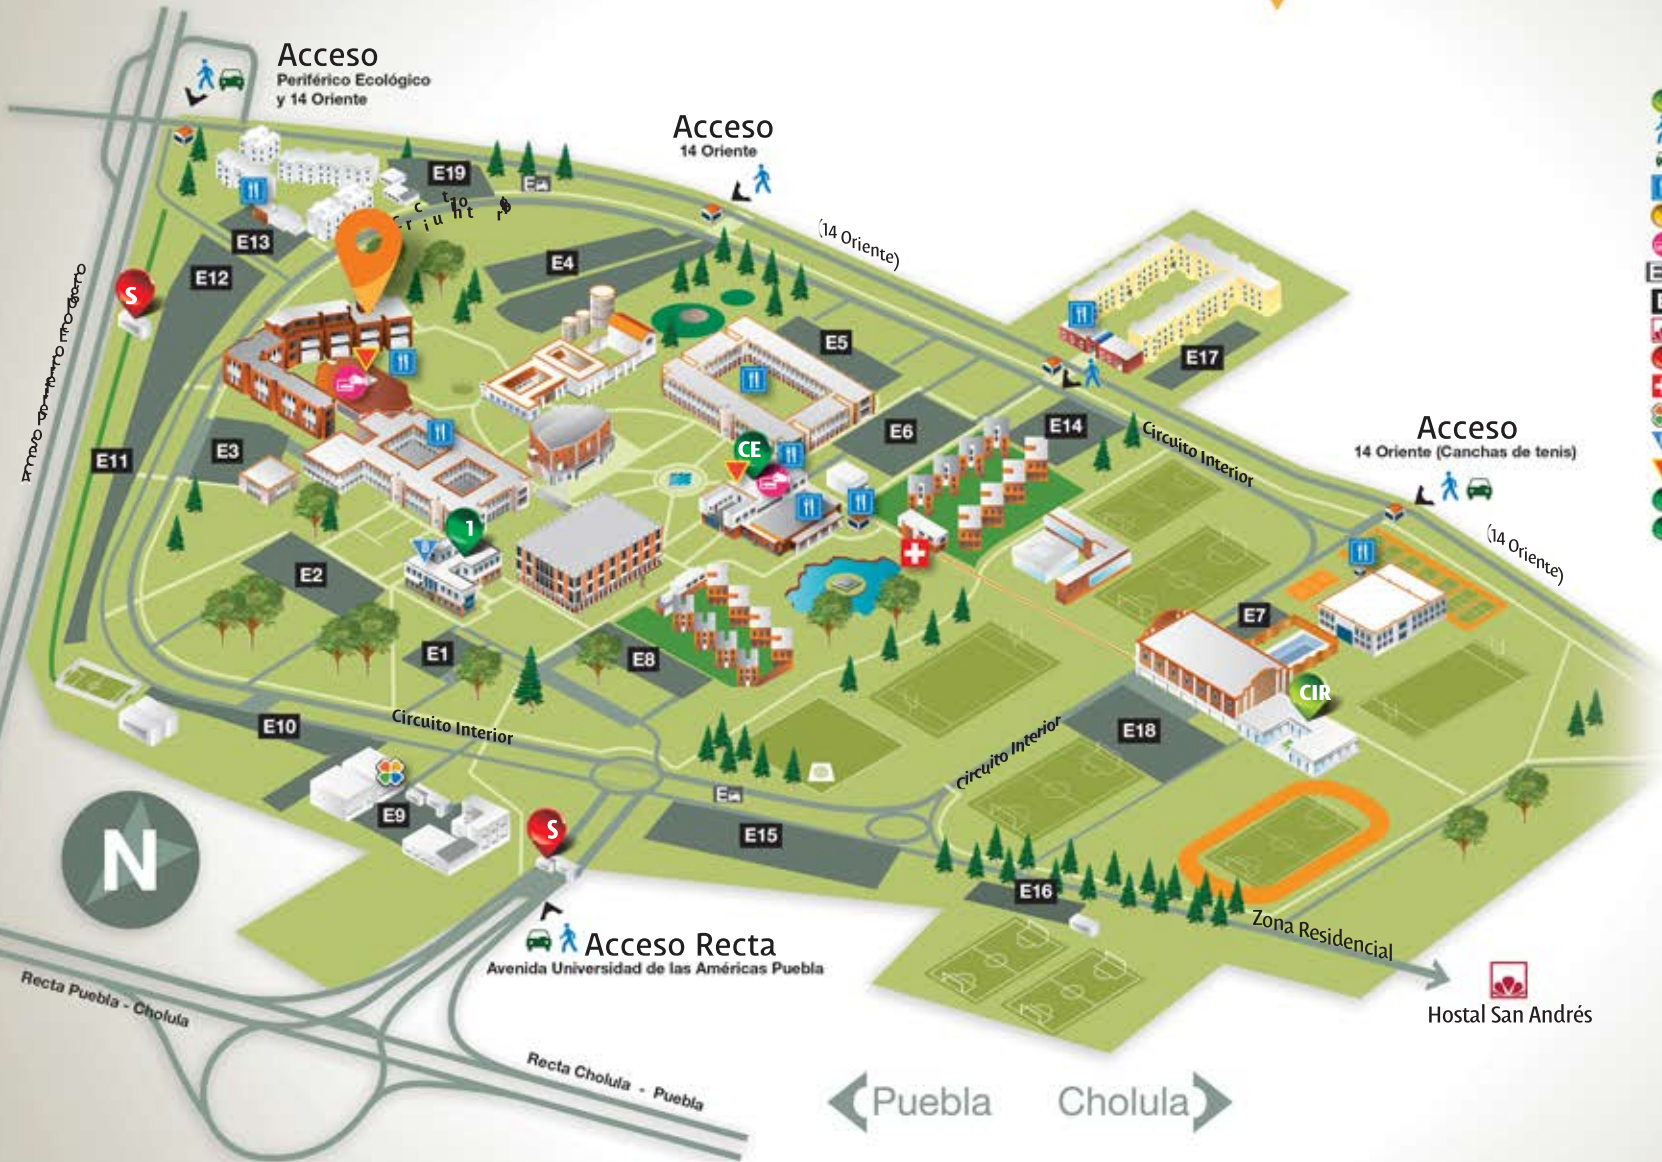 Acceso
Periférico Ecológico
y 14 Oriente
Acceso
14 Oriente
E19
E
(14 Oriente)
E13
E12
E4
S
E5
E17
Acceso
14 Oriente (Canchas de tenis)
E6
E14
Circuito Interior
E3
E11
CE
1
(14 Oriente)
E2
E7
E1
E8
CIR
E10
Circuito Interior
Circuito Interior
E18
E
E9
S
E15
E16
N
Zona Residencial
Acceso Recta
Avenida Universidad de las Américas Puebla
Hostal San Andrés
Recta Puebla - Cholula
Recta Cholula - Puebla
Puebla
Cholula